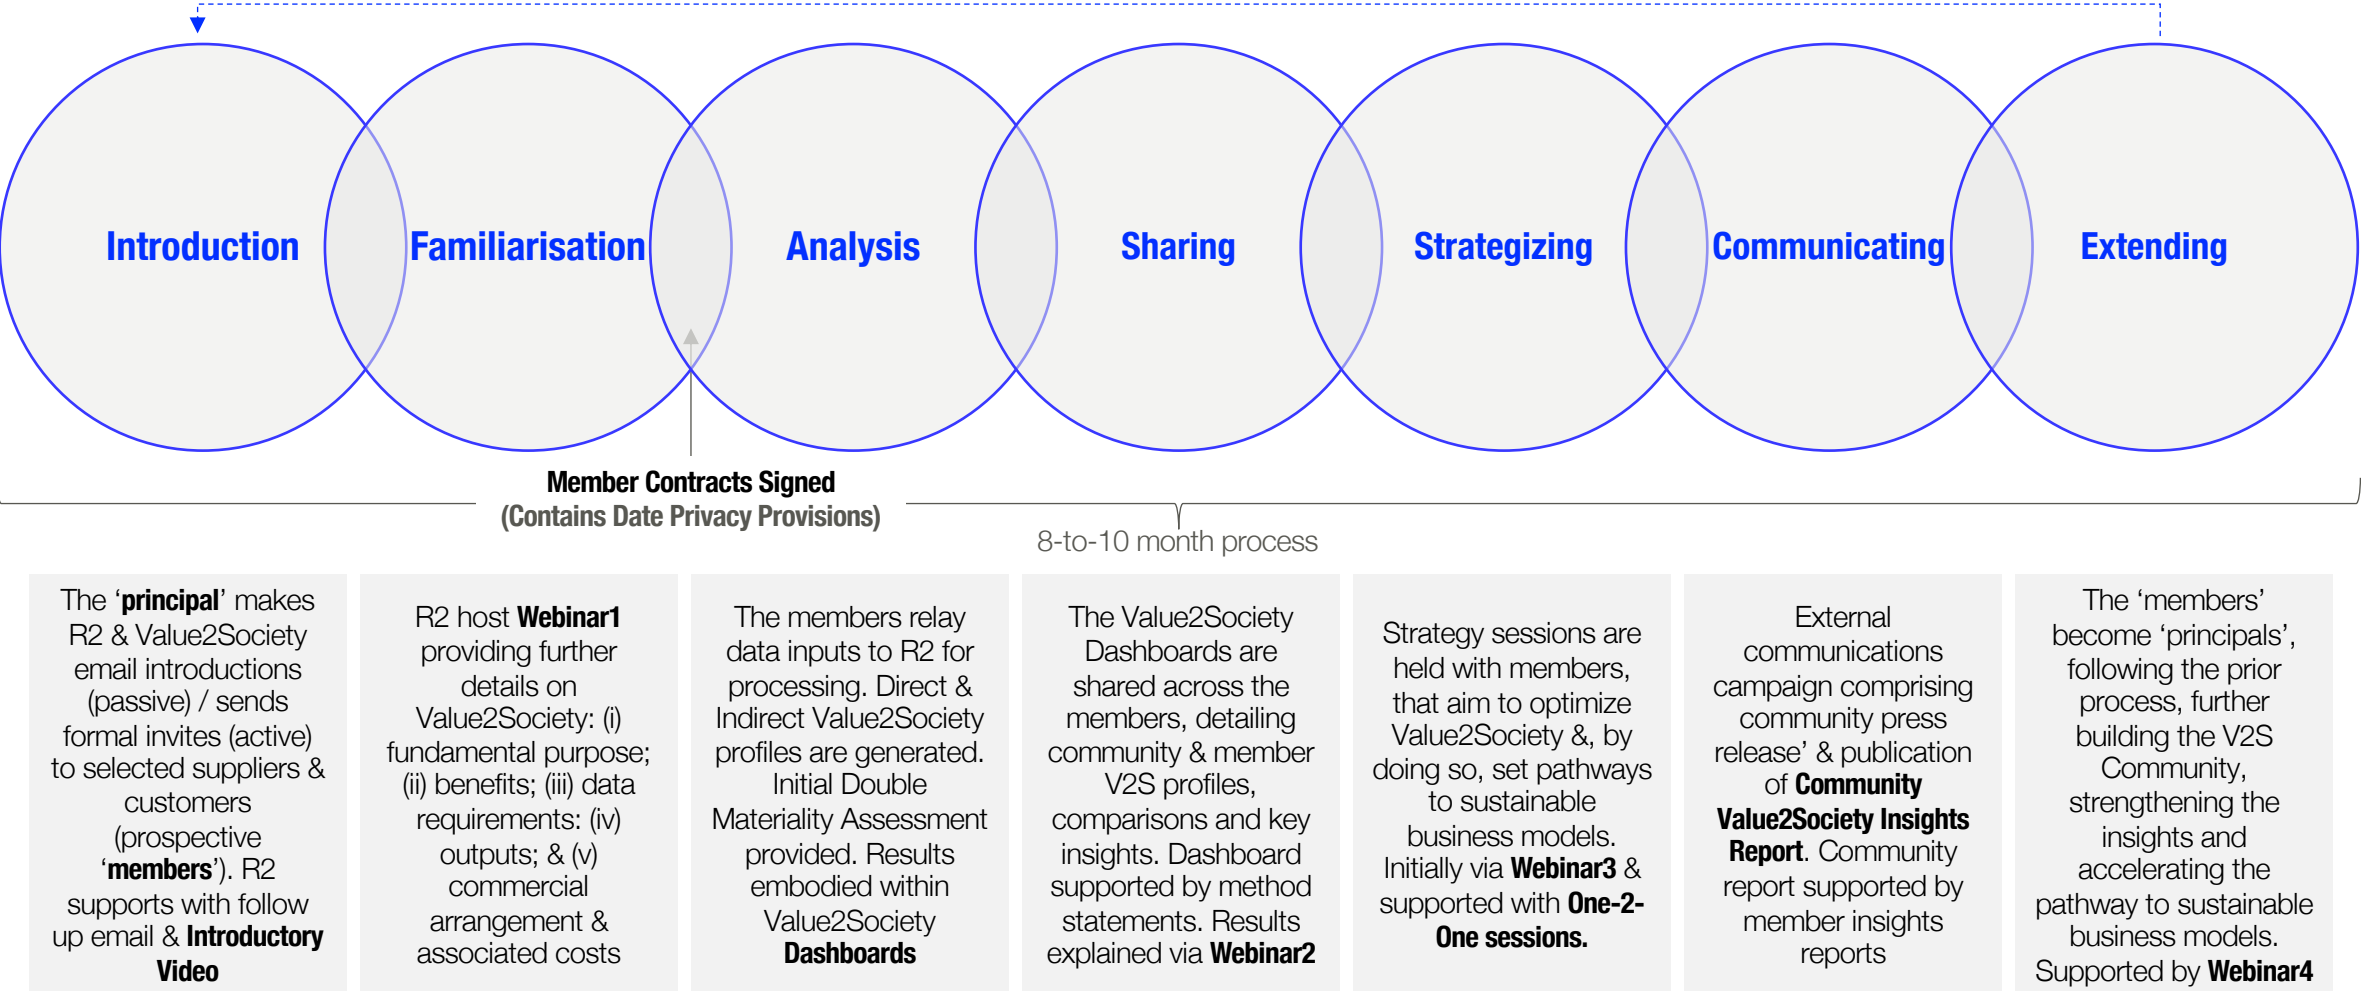 Introduction
Familiarisation
Analysis
Sharing
Strategizing
Communicating
Extending
Member Contracts Signed
(Contains Date Privacy Provisions)
8-to-10 month process
The ‘principal’ makes
R2 & Value2Society
email introductions
(passive) / sends
formal invites (active)
to selected suppliers &
customers
(prospective
‘members’). R2
supports with follow
up email & Introductory
Video
R2 host Webinar1
providing further
details on
Value2Society: (i)
fundamental purpose;
(ii) benefits; (iii) data
requirements: (iv)
outputs; & (v)
commercial
arrangement &
associated costs
The members relay
data inputs to R2 for
processing. Direct &
Indirect Value2Society
profiles are generated.
Initial Double
Materiality Assessment
provided. Results
embodied within
Value2Society
Dashboards
The Value2Society
Dashboards are
shared across the
members, detailing
community & member
V2S profiles,
comparisons and key
insights. Dashboard
supported by method
statements. Results
explained via Webinar2
Strategy sessions are
held with members,
that aim to optimize
Value2Society &, by
doing so, set pathways
to sustainable
business models.
Initially via Webinar3 &
supported with One-2-
One sessions.
External
communications
campaign comprising
community press
release’ & publication
of Community
Value2Society Insights
Report. Community
report supported by
member insights
reports
The ‘members’
become ‘principals’,
following the prior
process, further
building the V2S
Community,
strengthening the
insights and
accelerating the
pathway to sustainable
business models.
Supported by Webinar4